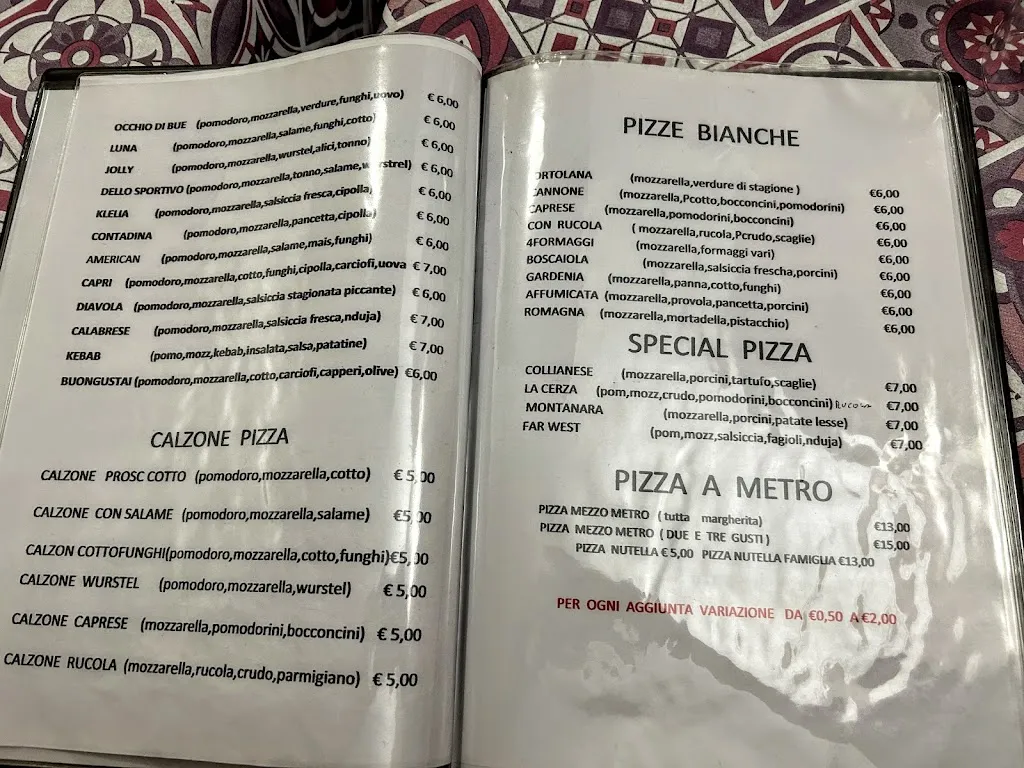 OCCHIO DI BUE (pomodoro,mozzarella,verdure,funghi,uovo) € 6,00
LUNA (pomodoro,mozzarella,salame,funghi,cotto) € 6,00
JOLLY (pomodoro,mozzarella,wurstel,alici,tonno) € 6,00
DELLO SPORTIVO (pomodoro,mozzarella,tonno,salame,wurstrel) € 6,00
KLELIA (pomodoro,mozzarella,salsiccia fresca,cipolla) € 6,00
CONTADINA (pomodoro,mozzarella,pancetta,cipolla) € 6,00
AMERICAN (pomodoro,mozzarella,salame,mais,funghi) € 6,00
CAPRI (pomodoro,mozzarella,cotto,funghi,cipolla,carciofi,uova € 7,00
DIAVOLA (pomodoro,mozzarella,salsiccia stagionata piccante) € 6,00
CALABRESE (pomodoro,mozzarella,salsiccia fresca,nduja) € 7,00
KEBAB (pomo,mozz,kebab,insalata,salsa,patatine) € 7,00
BUONGUSTAI (pomodoro,mozzarella,cotto,carciofi,capperi,olive) €6,00
CALZONE PIZZA
CALZONE PROSC COTTO (pomodoro,mozzarella,cotto) € 5,00
CALZONE CON SALAME (pomodoro,mozzarella,salame) €5,00
CALZON COTTOFUNGHI(pomodoro,mozzarella,cotto,funghi)€5,00
CALZONE WURSTEL (pomodoro,mozzarella,wurstel) € 5,00
CALZONE CAPRESE (mozzarella,pomodorini,bocconcini) € 5,00
CALZONE RUCOLA (mozzarella,rucola,crudo,parmigiano) € 5,00
PIZZE BIANCHE
ORTOLANA (mozzarella,verdure di stagione ) €6,00
CANNONE (mozzarella,Pcotto,bocconcini,pomodorini) €6,00
CAPRESE (mozzarella,pomodorini,bocconcini) €6,00
CON RUCOLA ( mozzarella,rucola,Pcrudo,scaglie) €6,00
4FORMAGGI (mozzarella,formaggi vari) €6,00
BOSCAIOLA (mozzarella,salsiccia frescha,porcini) €6,00
GARDENIA (mozzarella,panna,cotto,funghi) €6,00
AFFUMICATA (mozzarella,provola,pancetta,porcini) €6,00
ROMAGNA (mozzarella,mortadella,pistacchio) €6,00
SPECIAL PIZZA
COLLIANESE (mozzarella,porcini,tartufo,scaglie) €7,00
LA CERZA (pom,mozz,crudo,pomodorini,bocconcini) RUCOLA €7,00
MONTANARA (mozzarella,porcini,patate lesse) €7,00
FAR WEST (pom,mozz,salsiccia,fagioli,nduja) €7,00
PIZZA A METRO
PIZZA MEZZO METRO ( tutta margherita) €13,00
PIZZA MEZZO METRO ( DUE E TRE GUSTI ) €15,00
PIZZA NUTELLA € 5,00 PIZZA NUTELLA FAMIGLIA €13,00
PER OGNI AGGIUNTA VARIAZIONE DA €0,50 A €2,00